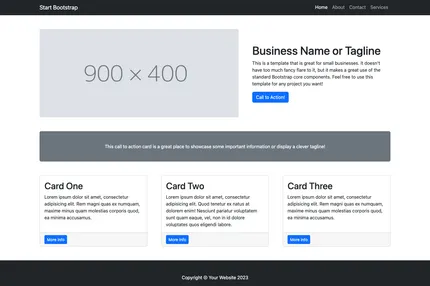 Start Bootstrap
Home About Contact Services
900 × 400
Business Name or Tagline
This is a template that is great for small businesses. It doesn't
have too much fancy flare to it, but it makes a great use of the
standard Bootstrap core components. Feel free to use this
template for any project you want!
Call to Action!
This call to action card is a great place to showcase some important information or display a clever tagline!
Card One
Lorem ipsum dolor sit amet, consectetur
adipisicing elit. Rem magni quas ex numquam,
maxime minus quam molestias corporis quod,
ea minima accusamus.
More Info
Card Two
Lorem ipsum dolor sit amet, consectetur
adipisicing elit. Quod tenetur ex natus at
dolorem enim! Nesciunt pariatur voluptatem
sunt quam eaque, vel, non in id dolore
voluptates quos eligendi labore.
More Info
Card Three
Lorem ipsum dolor sit amet, consectetur
adipisicing elit. Rem magni quas ex numquam,
maxime minus quam molestias corporis quod,
ea minima accusamus.
More Info
Copyright © Your Website 2023